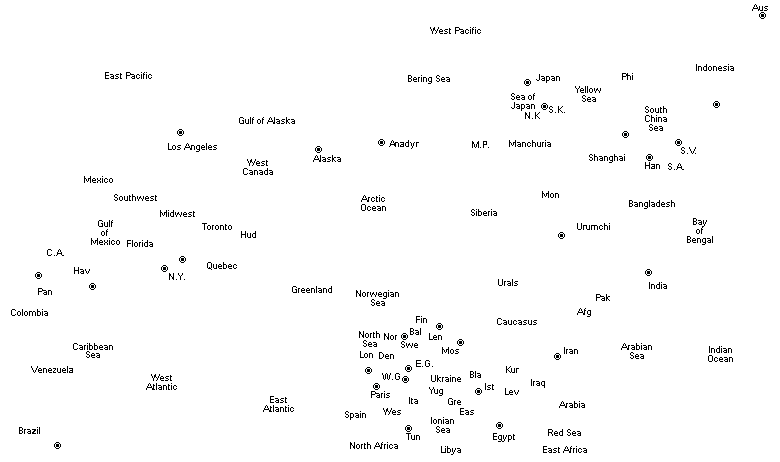 Aus
West Pacific
Indonesia
East Pacific
Bering Sea
Japan
Phi
Yellow
Sea
Sea of
Japan
S.K.
N.K
South
China
Sea
Gulf of Alaska
Los Angeles
Alaska
Anadyr
M.P.
Manchuria
Shanghai
S.V.
Han
S.A.
West
Canada
Mexico
Southwest
Midwest
Arctic
Ocean
Siberia
Mon
Bangladesh
Gulf
of
Mexico
Florida
Toronto
Hud
Urumchi
Bay
of
Bengal
C.A.
Hav
N.Y.
Quebec
Pan
Greenland
Norwegian
Sea
Urals
India
Pak
Afg
Colombia
Fin
Caucasus
North
Sea
Nor
Bal
Swe
Len
Mos
Caribbean
Sea
Lon
Den
Iran
Arabian
Sea
Indian
Ocean
Venezuela
E.G.
W.G
West
Atlantic
Paris
Ukraine
Yug
Bla
Ist
Kur
Lev
Iraq
East
Atlantic
Spain
Ita
Wes
Gre
Eas
Arabia
Brazil
Ionian
Sea
Tun
Egypt
Red Sea
North Africa
Libya
East Africa